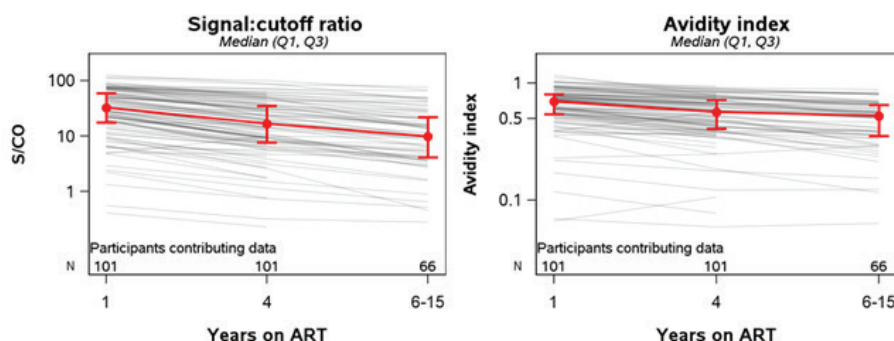 Signal:cutoff ratio
Median (Q1, Q3)
S/CO
100
10
1
Participants contributing data
N 101 101 66
1 4 6-15
Years on ART
Avidity index
Median (Q1, Q3)
Avidity index
1
0.5
0.1
Participants contributing data
N 101 101 66
1 4 6-15
Years on ART